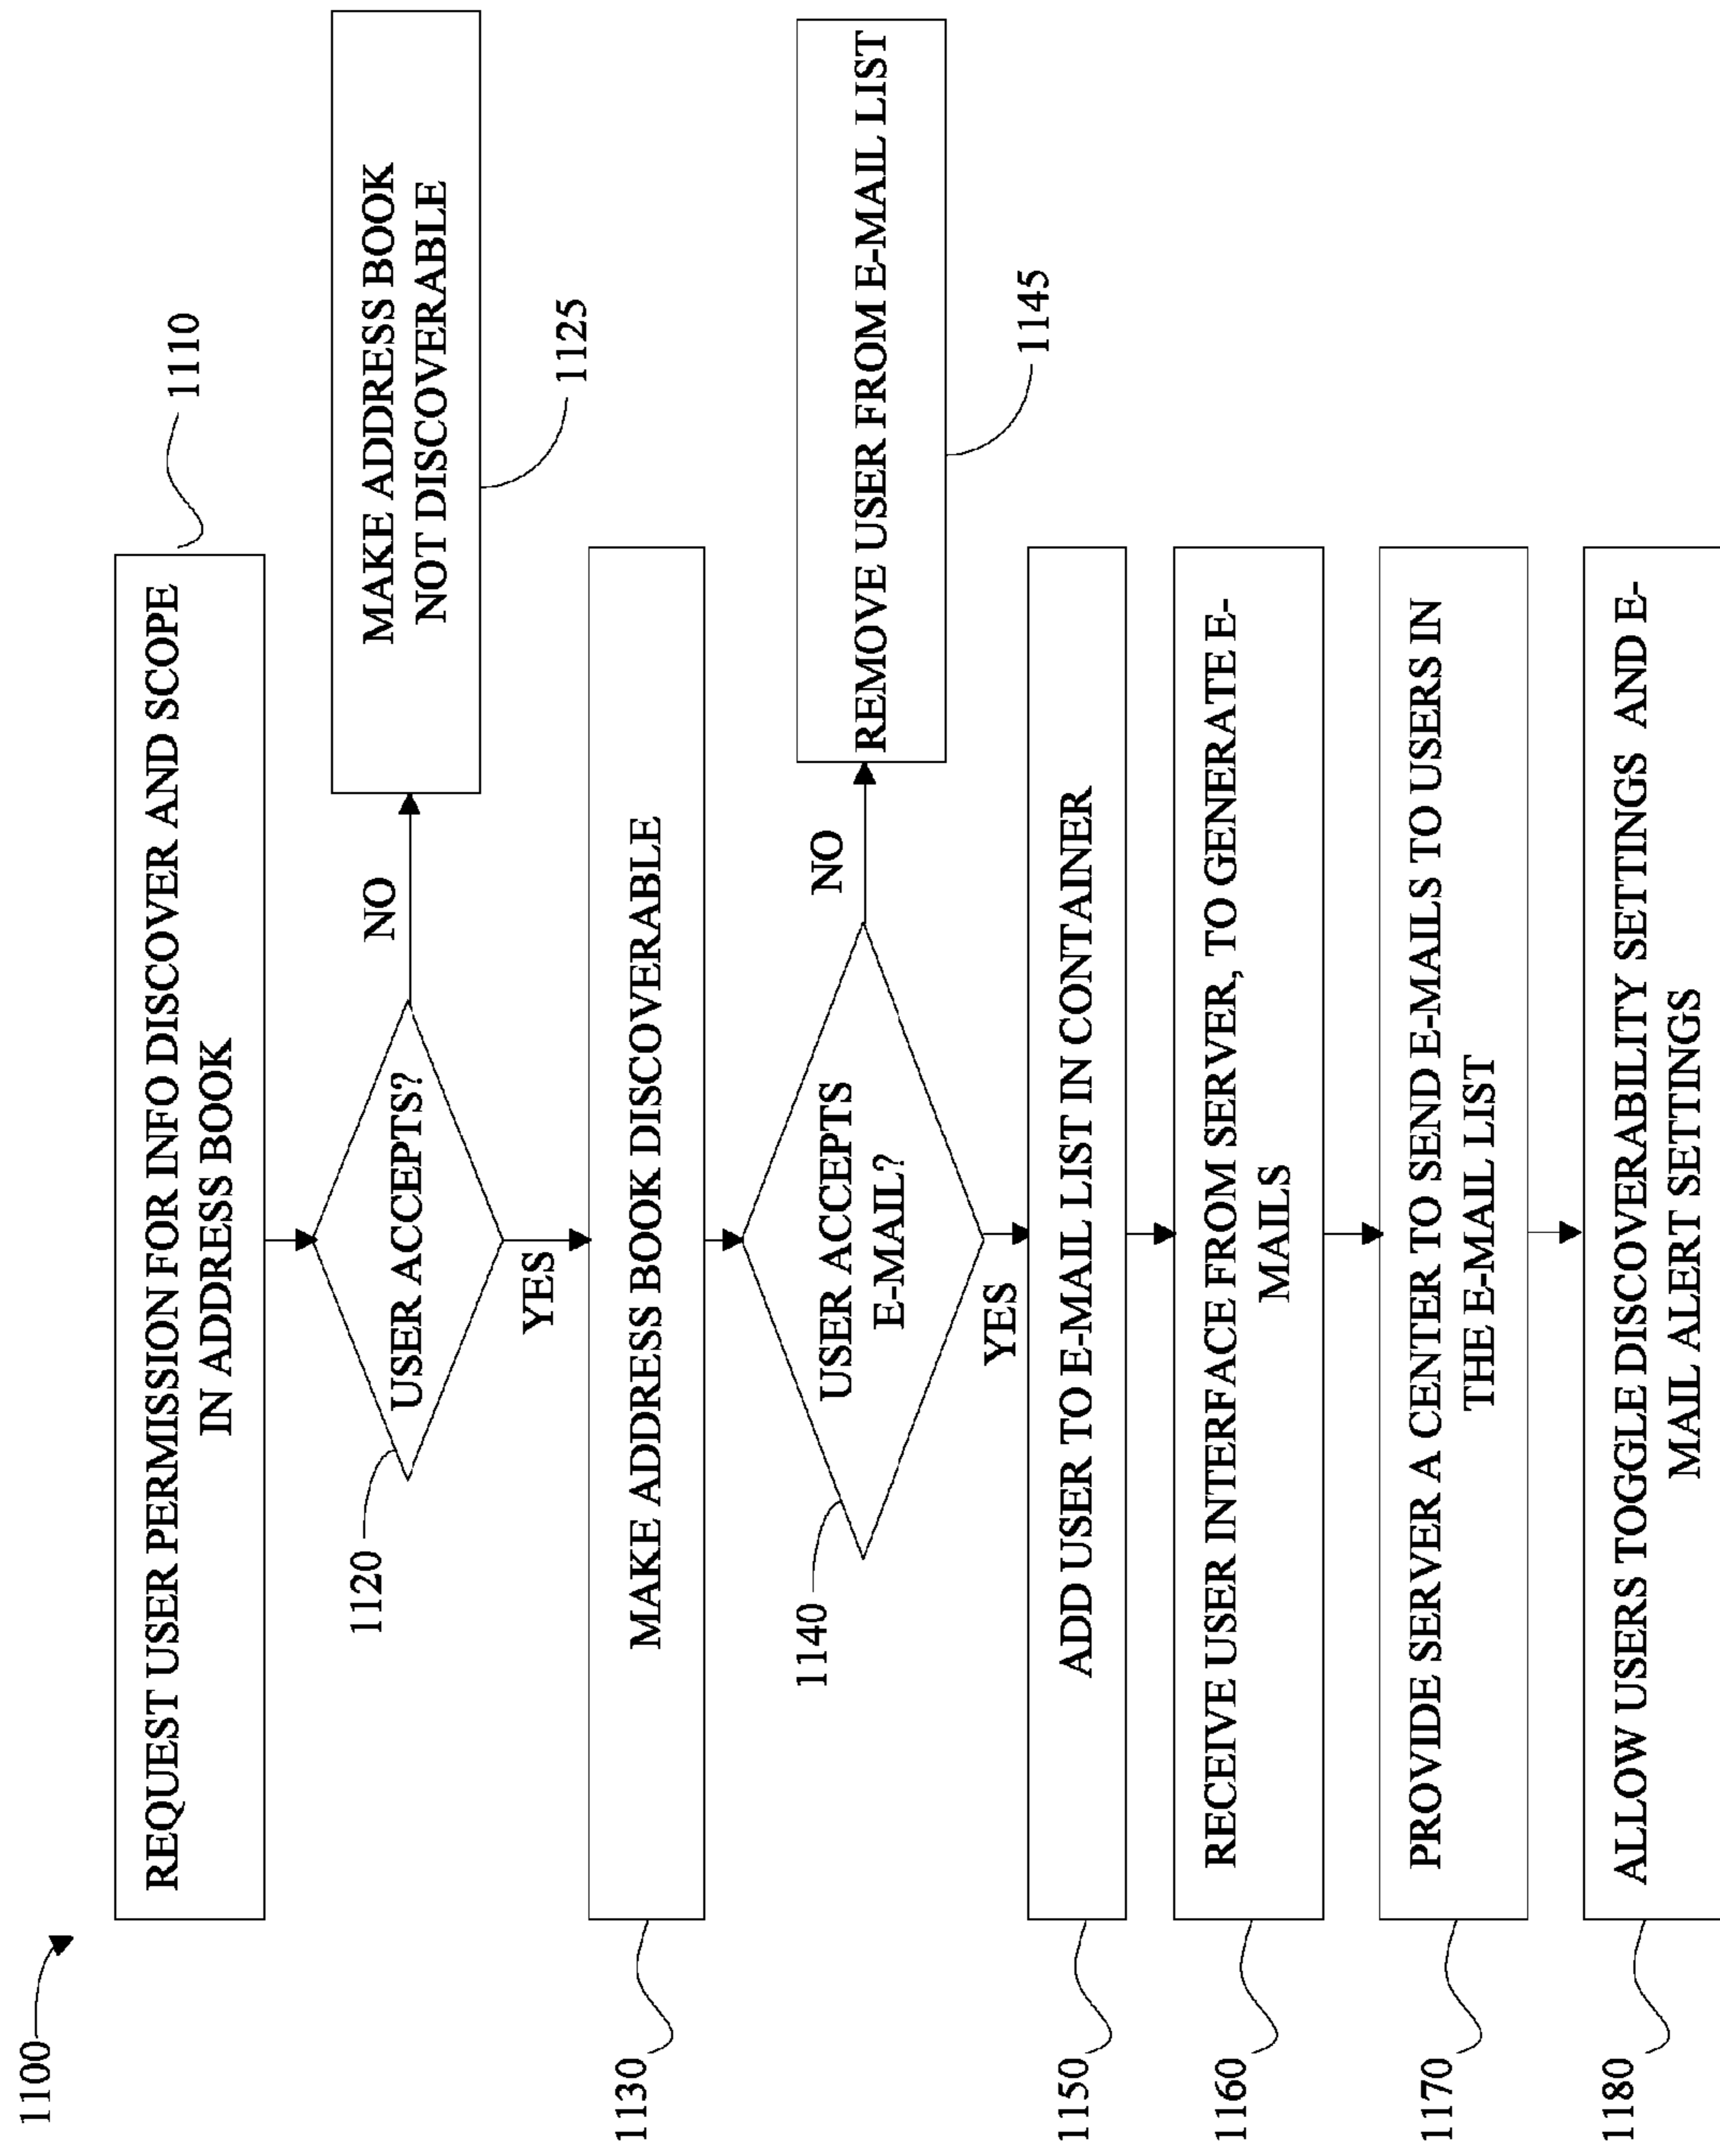 1100
REQUEST USER PERMISSION FOR INFO DISCOVER AND SCOPE
IN ADDRESS BOOK
1110
USER ACCEPTS?
1120
NO
MAKE ADDRESS BOOK
NOT DISCOVERABLE
1125
YES
MAKE ADDRESS BOOK DISCOVERABLE
1130
USER ACCEPTS
E-MAIL?
1140
NO
REMOVE USER FROM E-MAIL LIST
1145
YES
ADD USER TO E-MAIL LIST IN CONTAINER
1150
RECEIVE USER INTERFACE FROM SERVER, TO GENERATE E-
MAILS
1160
PROVIDE SERVER A CENTER TO SEND E-MAILS TO USERS IN
THE E-MAIL LIST
1170
ALLOW USERS TOGGLE DISCOVERABILITY SETTINGS AND E-
MAIL ALERT SETTINGS
1180